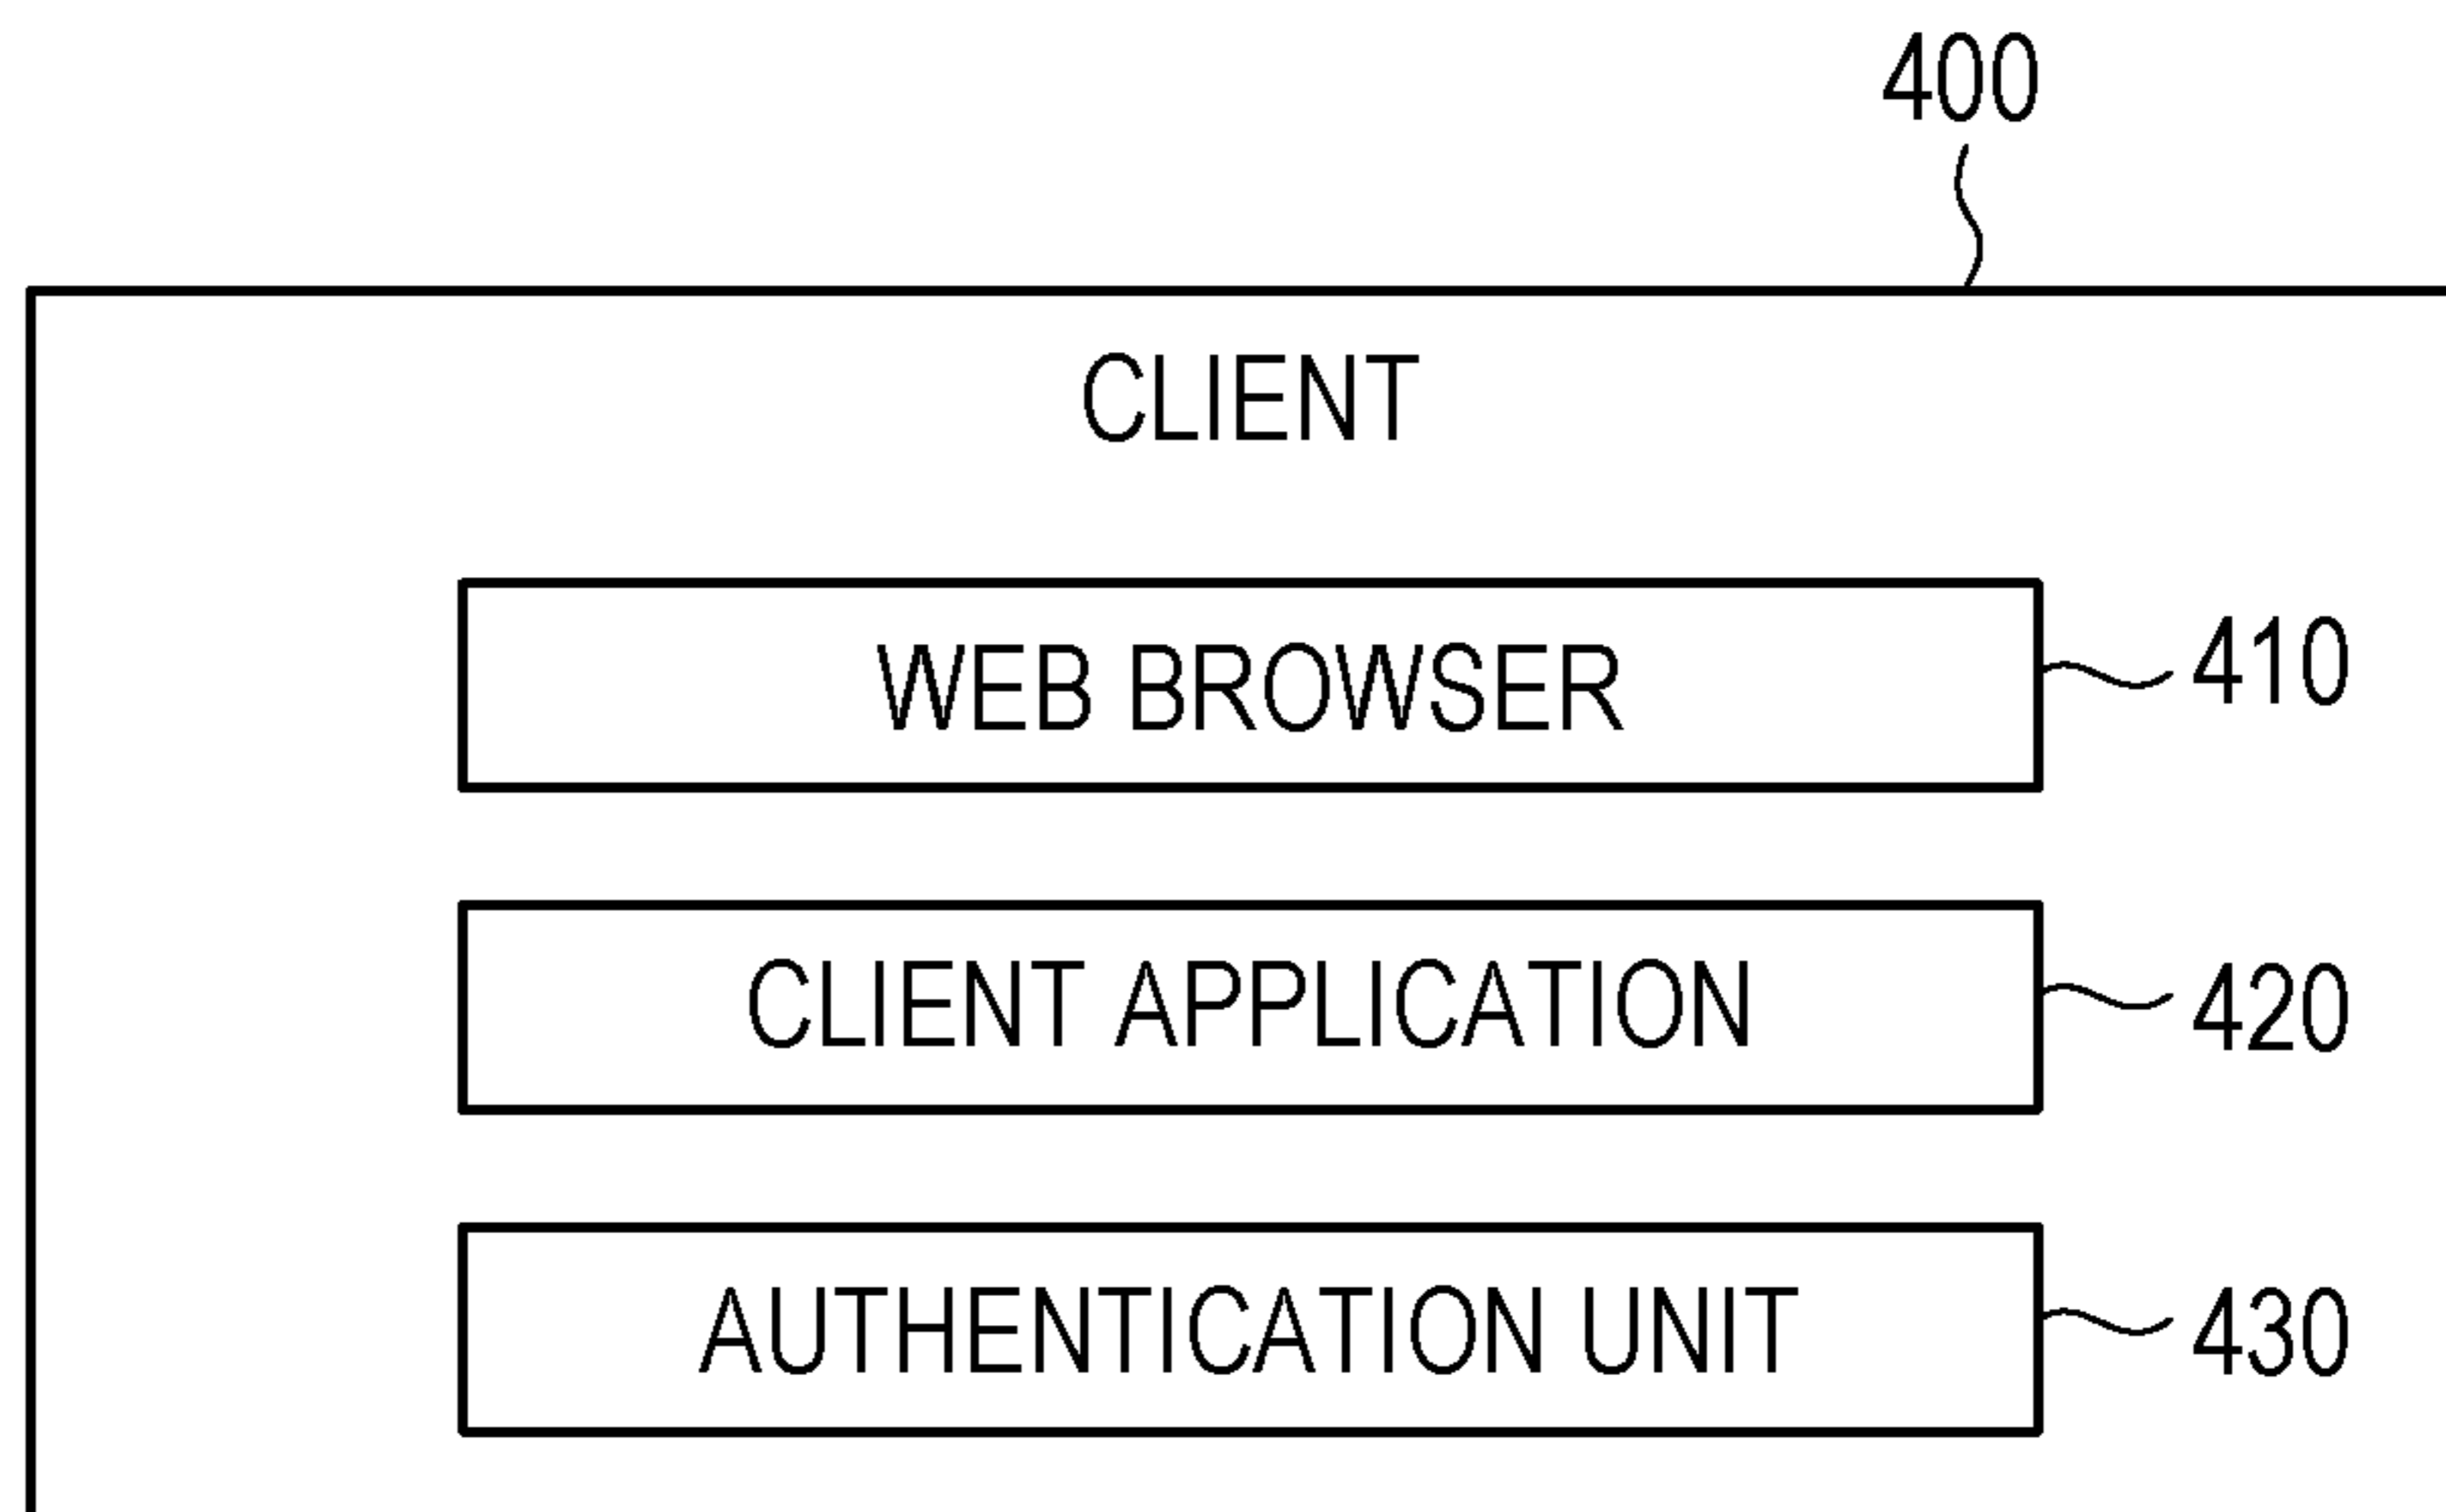 400
CLIENT
WEB BROWSER 410
CLIENT APPLICATION 420
AUTHENTICATION UNIT 430